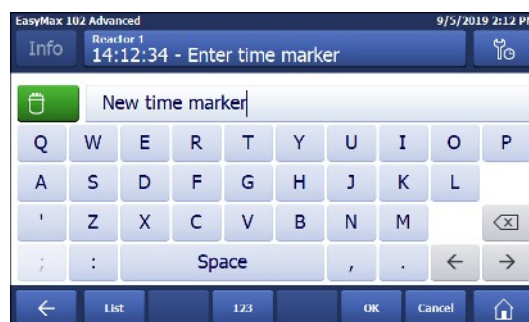 EasyMax 102 Advanced 9/5/2019 2:12 P
Info
Reactor 1
14:12:34 - Enter time marker
New time marker
Q W E R T Y U I O P
A S D F G H J K L
' Z X C V B N M
; : Space , .
List 123 OK Cancel